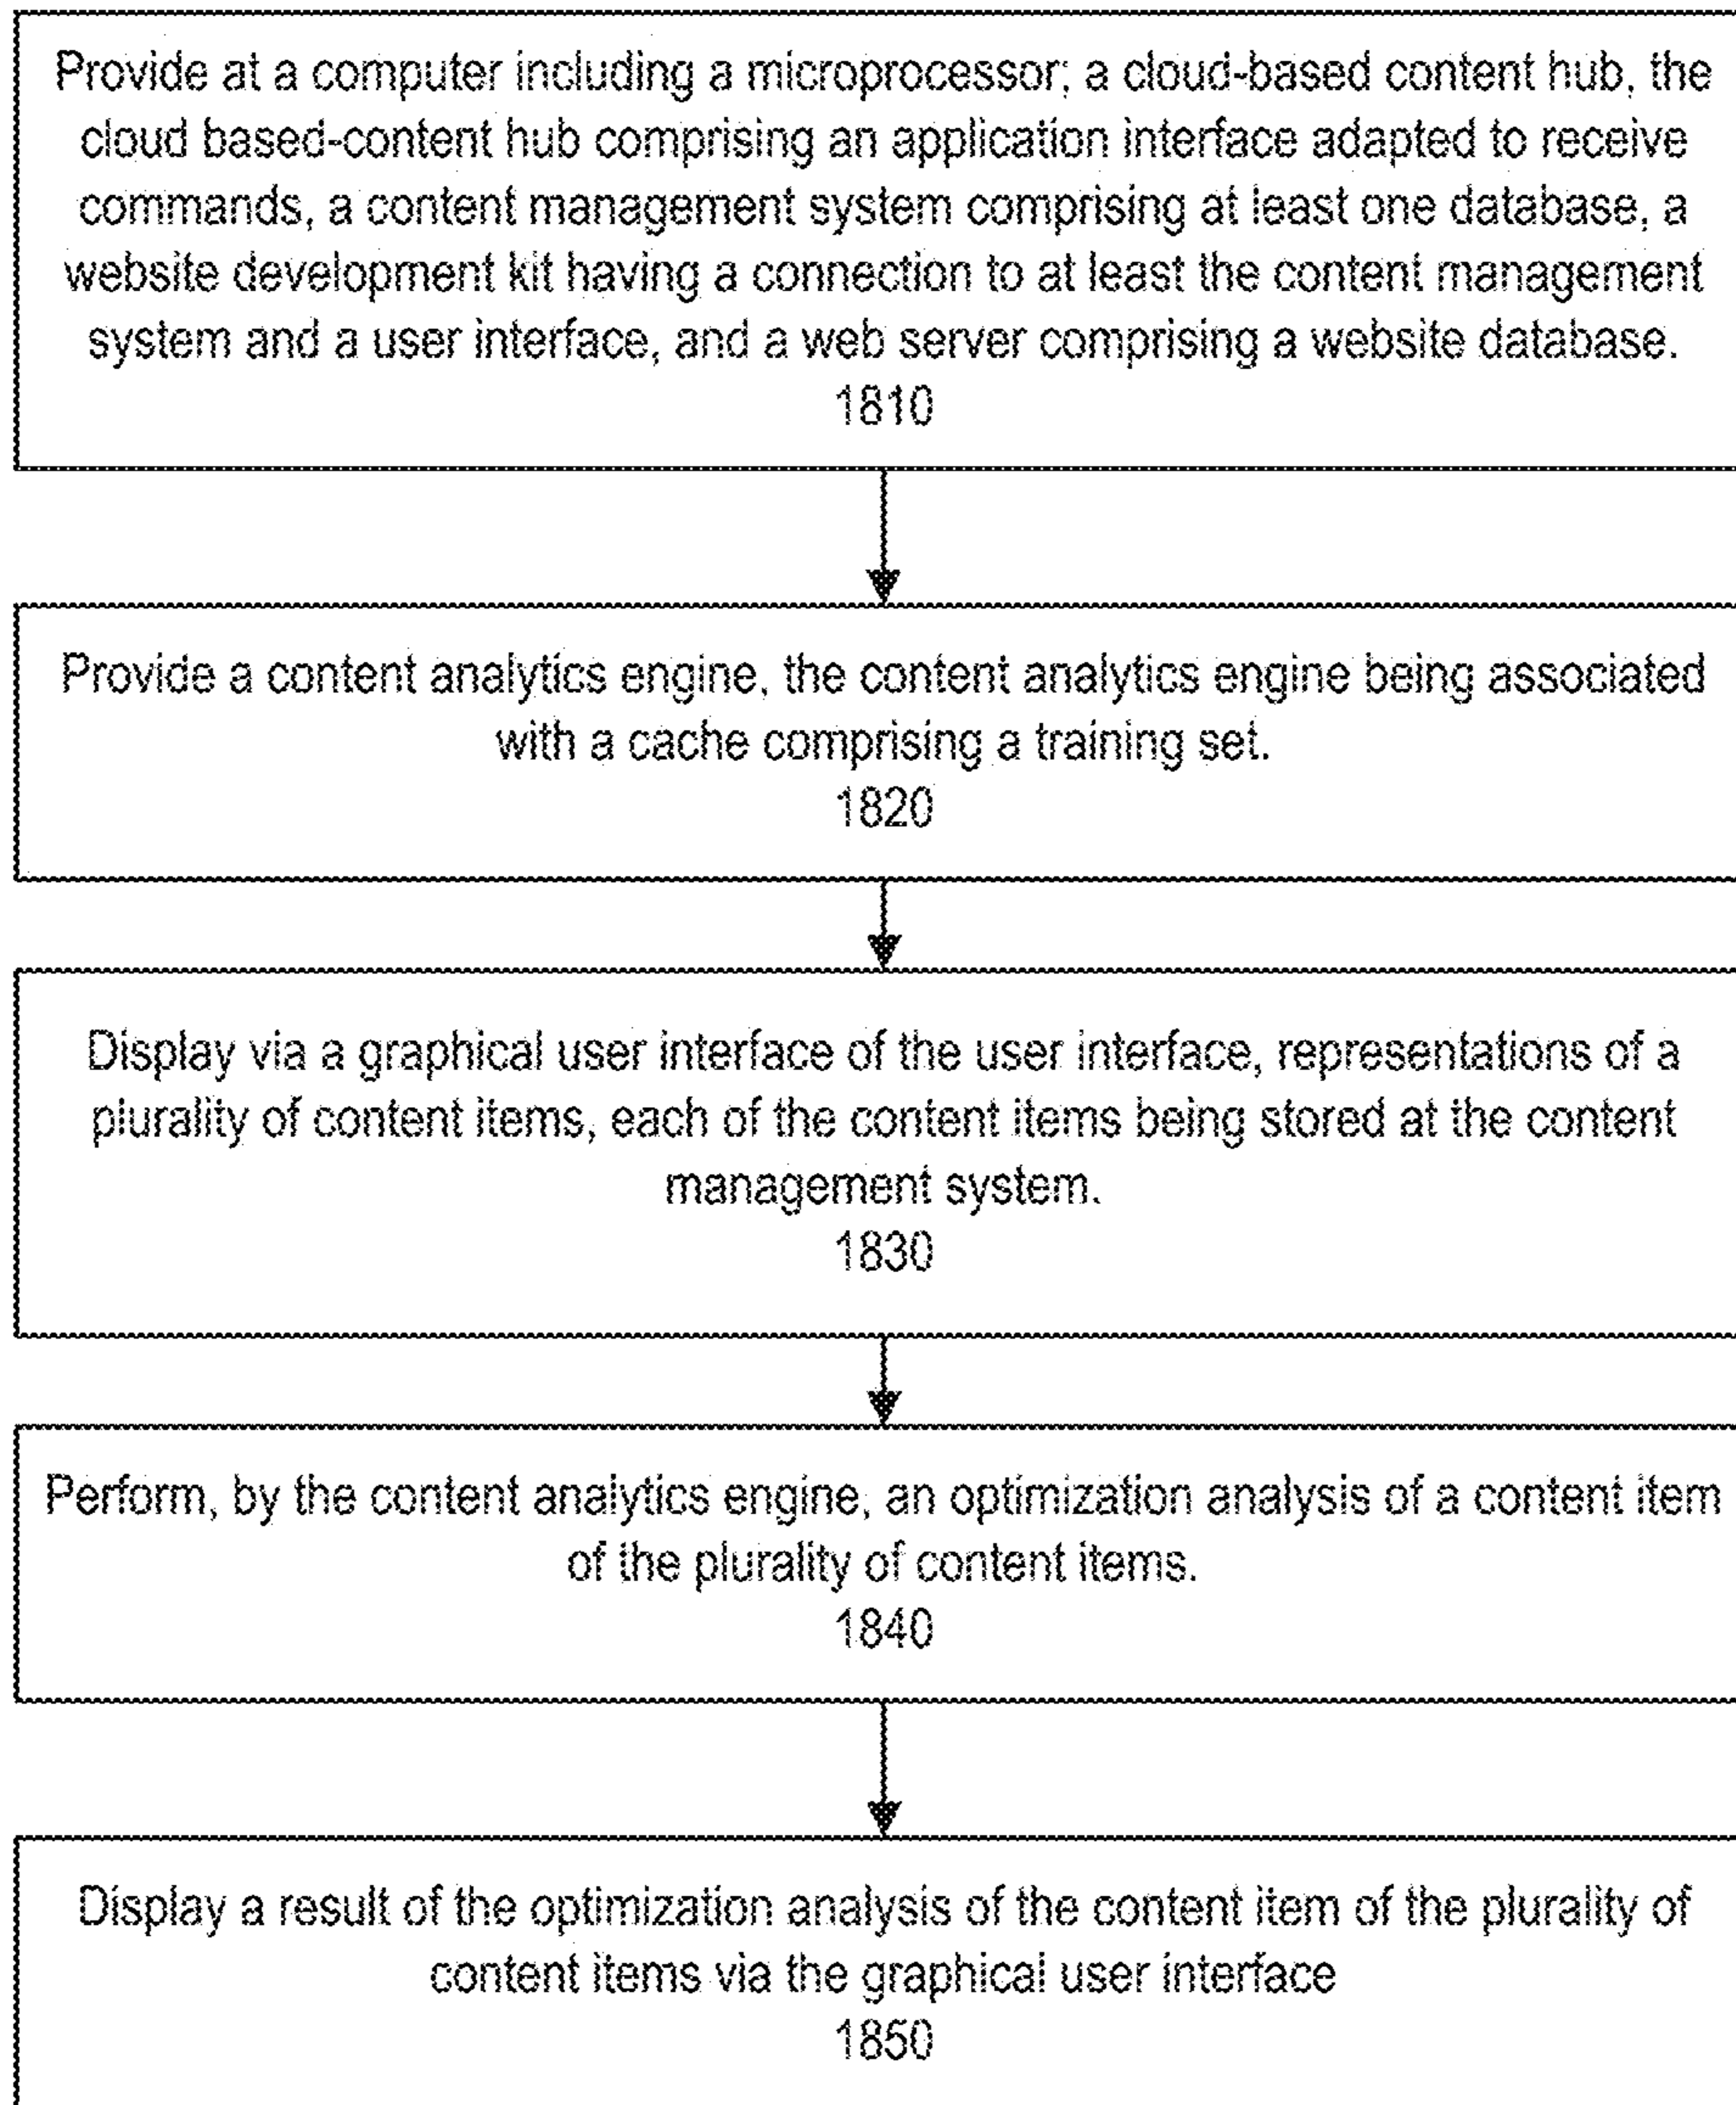 Provide at a computer including a microprocessor; a cloud-based content hub, the
cloud based-content hub comprising an application interface adapted to receive
commands, a content management system comprising at least one database, a
website development kit having a connection to at least the content management
system and a user interface, and a web server comprising a website database.
1810
Provide a content analytics engine, the content analytics engine being associated
with a cache comprising a training set.
1820
Display via a graphical user interface of the user interface, representations of a
plurality of content items, each of the content items being stored at the content
management system.
1830
Perform, by the content analytics engine, an optimization analysis of a content item
of the plurality of content items.
1840
Display a result of the optimization analysis of the content item of the plurality of
content items via the graphical user interface
1850